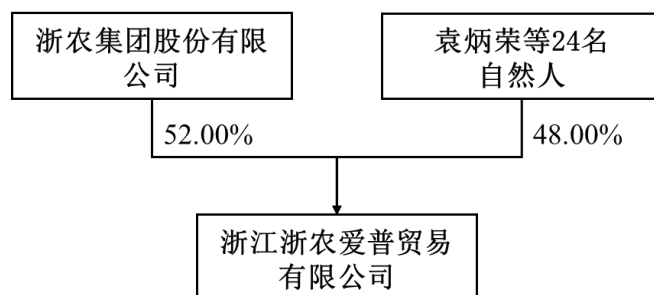 浙农集团股份有限
公司
袁炳荣等24名
自然人
52.00%
48.00%
浙江浙农爱普贸易
有限公司